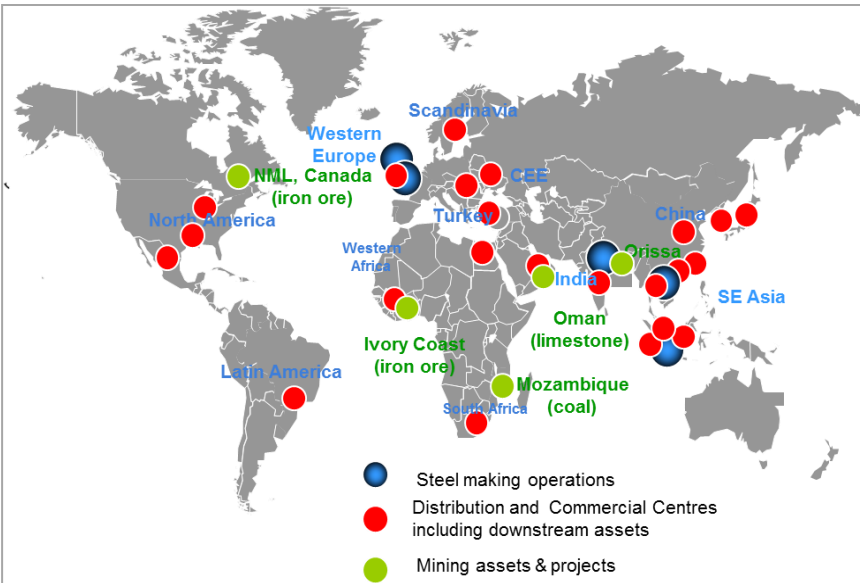 Scandinavia
Western
Europe
NML, Canada
(iron ore)
CEE
North America
Turkey
China
Western
Africa
Orissa
India
SE Asia
Oman
(limestone)
Ivory Coast
(iron ore)
Latin America
Mozambique
(coal)
South Africa
Steel making operations
Distribution and Commercial Centres
including downstream assets
Mining assets & projects